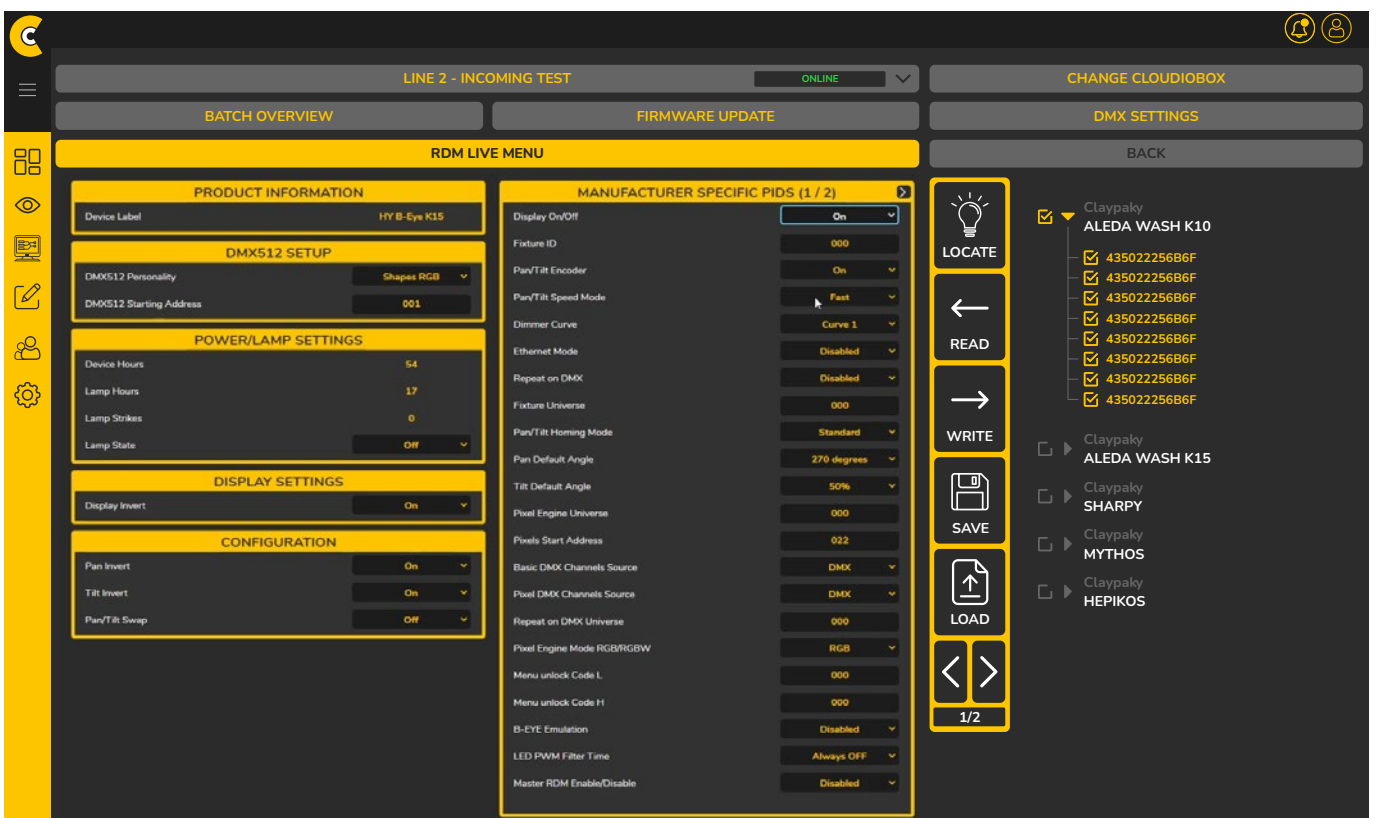 LINE 2 - INCOMING TEST
ONLINE
CHANGE CLOUDIOBOX
BATCH OVERVIEW
FIRMWARE UPDATE
DMX SETTINGS
RDM LIVE MENU
BACK
PRODUCT INFORMATION
Device Label HY B-Eye K15
DMX512 SETUP
DMX512 Personality Shapes RGB
DMX512 Starting Address 001
POWER/LAMP SETTINGS
Device Hours 54
Lamp Hours 17
Lamp Strikes 0
Lamp State Off
DISPLAY SETTINGS
Display Invert On
CONFIGURATION
Pan Invert On
Tilt Invert On
Pan/Tilt Swap Off
MANUFACTURER SPECIFIC PIDS (1 / 2)
Display On/Off On
Fixture ID 000
Pan/Tilt Encoder On
Pan/Tilt Speed Mode Fast
Dimmer Curve Curve 1
Ethernet Mode Disabled
Repeat on DMX Disabled
Fixture Universe 000
Pan/Tilt Homing Mode Standard
Pan Default Angle 270 degrees
Tilt Default Angle 50%
Pixel Engine Universe 000
Pixels Start Address 022
Basic DMX Channels Source DMX
Pixel DMX Channels Source DMX
Repeat on DMX Universe 000
Pixel Engine Mode RGB/RGBW RGB
Menu unlock Code L 000
Menu unlock Code H 000
B-EYE Emulation Disabled
LED PWM Filter Time Always OFF
Master RDM Enable/Disable Disabled
LOCATE
READ
WRITE
SAVE
LOAD
1/2
Claypaky
ALEDA WASH K10
435022256B6F
435022256B6F
435022256B6F
435022256B6F
435022256B6F
435022256B6F
435022256B6F
435022256B6F
Claypaky
ALEDA WASH K15
Claypaky
SHARPY
Claypaky
MYTHOS
Claypaky
HEPIKOS